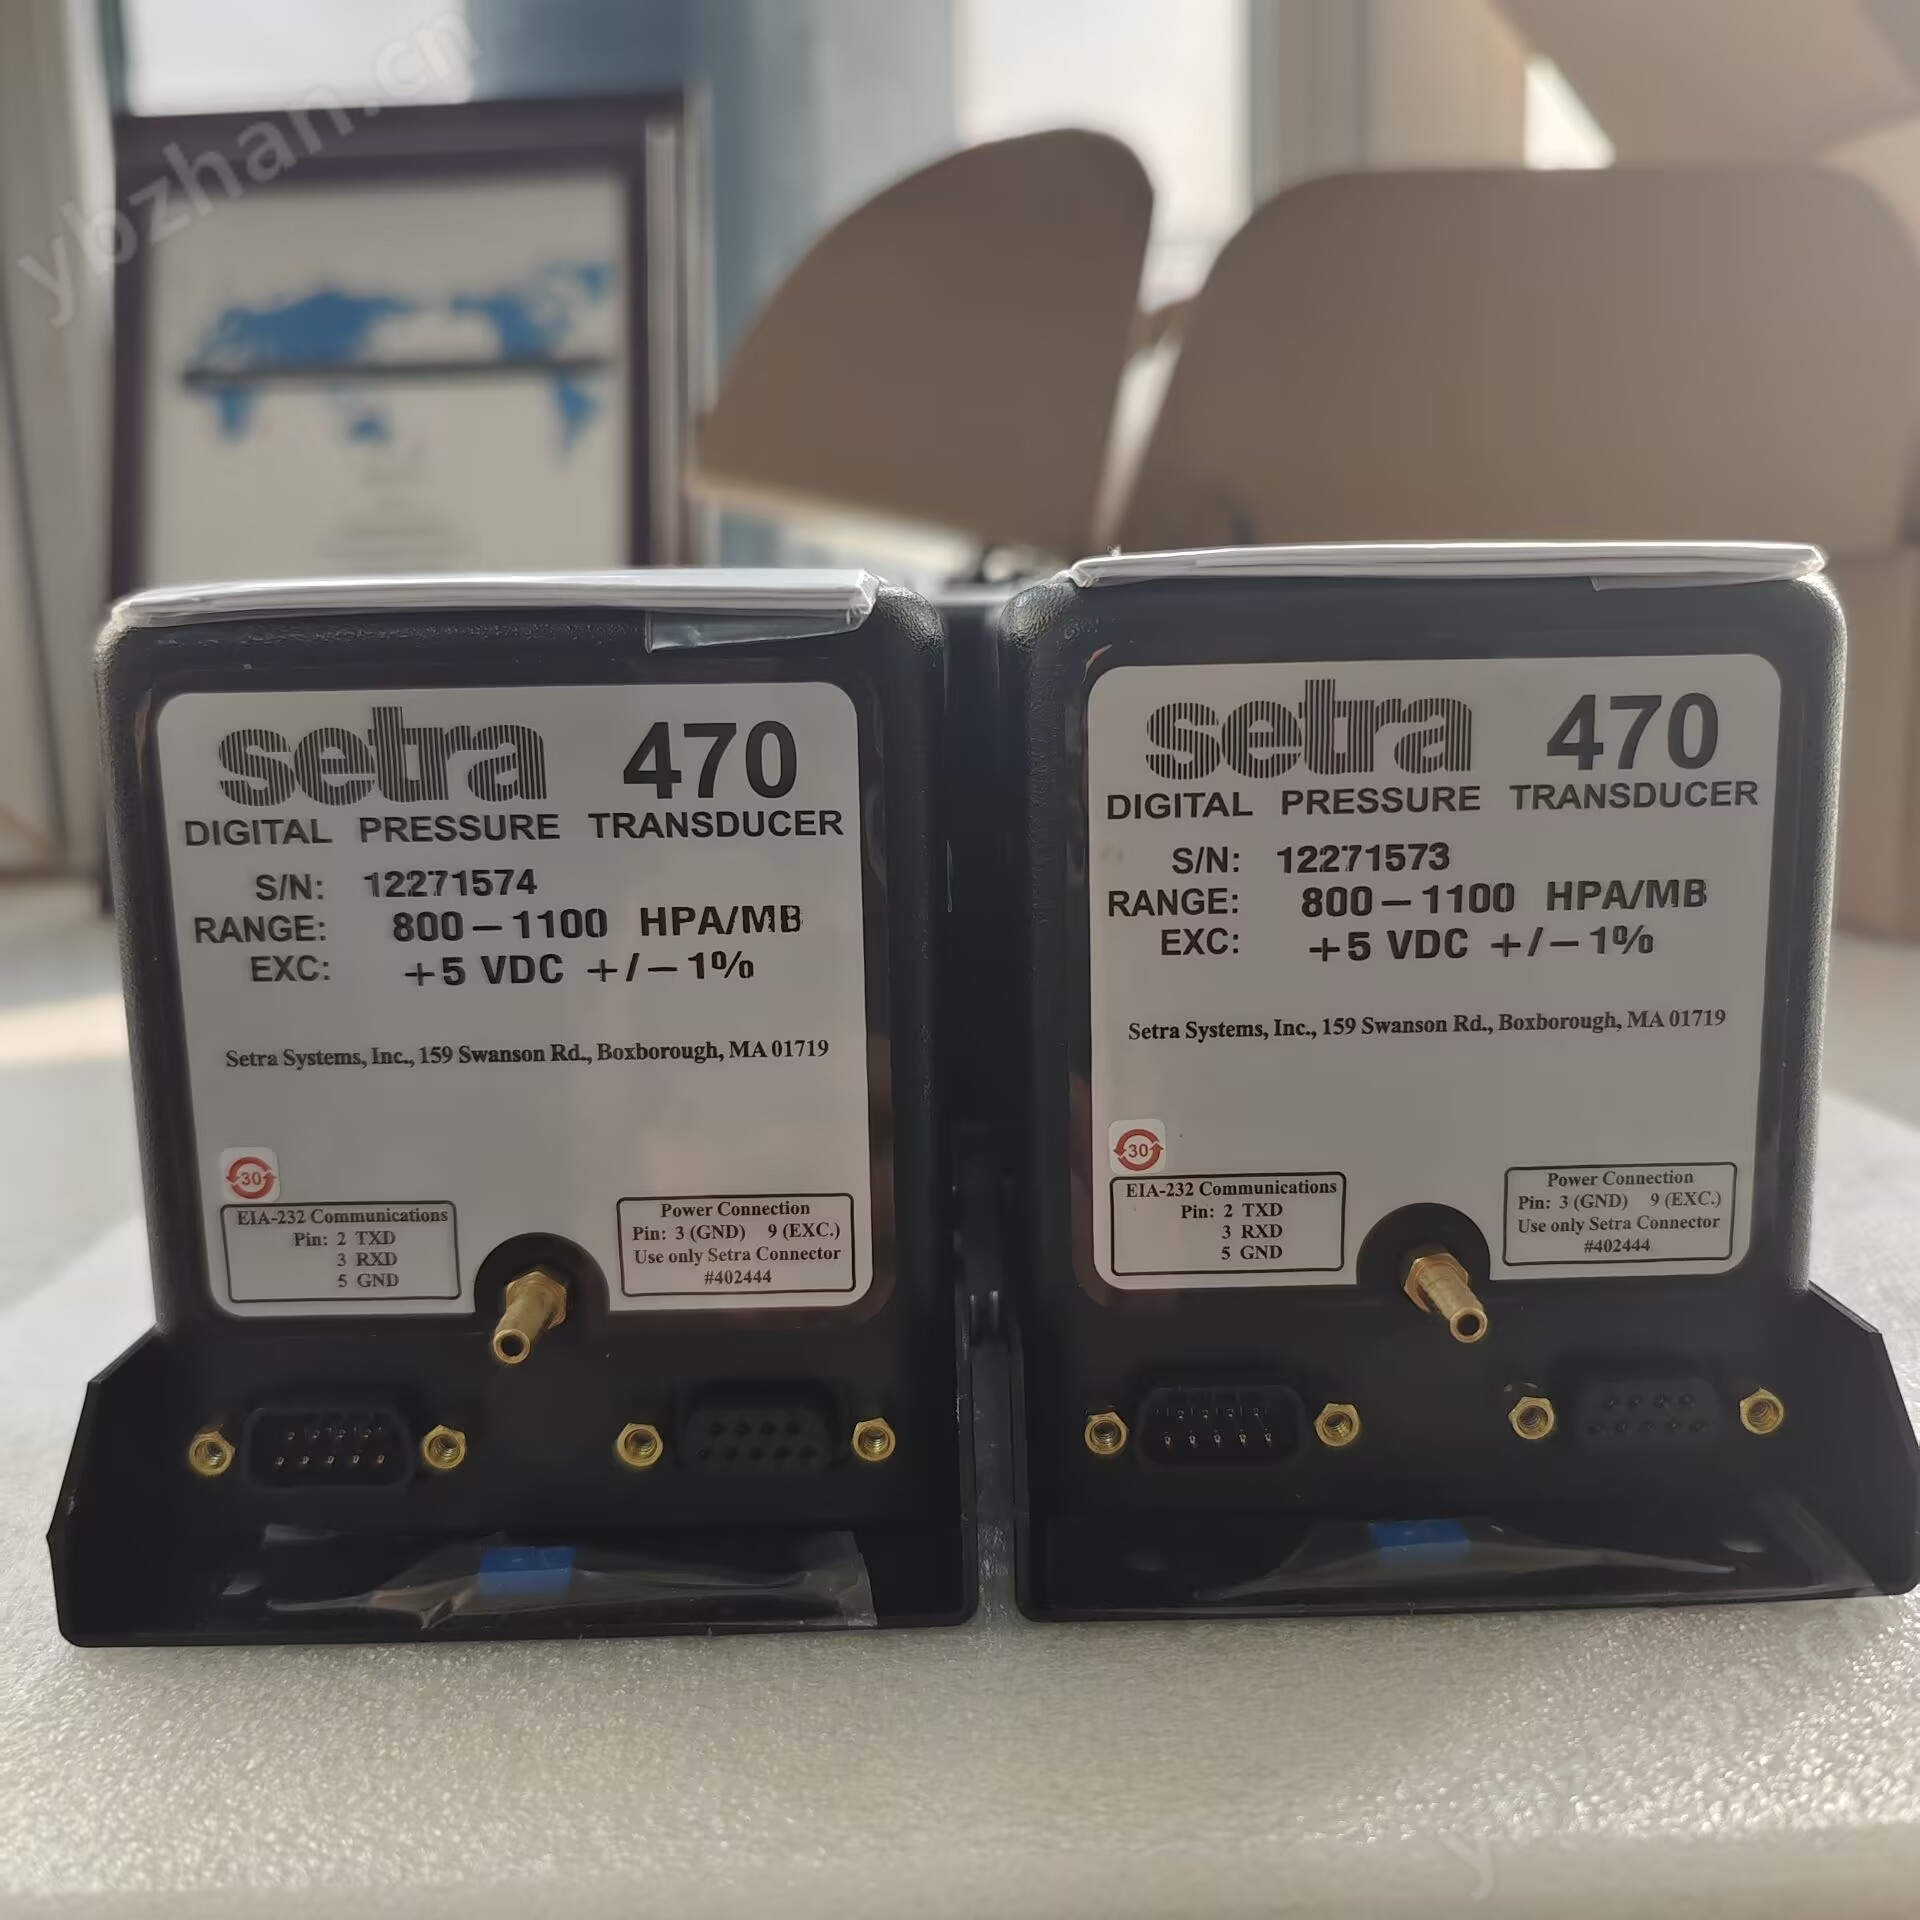 ybzhan.cn
setra 470
DIGITAL PRESSURE TRANSDUCER
S/N: 12271574
RANGE: 800-1100 HPA/MB
EXC: +5 VDC +/-1%
Setra Systems, Inc., 159 Swanson Rd., Boxborough, MA 01719
30
EIA-232 Communications
Pin: 2 TXD
3 RXD
5 GND
Power Connection
Pin: 3 (GND) 9 (EXC.)
Use only Setra Connector
#402444
setra 470
DIGITAL PRESSURE TRANSDUCER
S/N: 12271573
RANGE: 800-1100 HPA/MB
EXC: +5 VDC +/-1%
Setra Systems, Inc., 159 Swanson Rd., Boxborough, MA 01719
30
EIA-232 Communications
Pin: 2 TXD
3 RXD
5 GND
Power Connection
Pin: 3 (GND) 9 (EXC.)
Use only Setra Connector
#402444